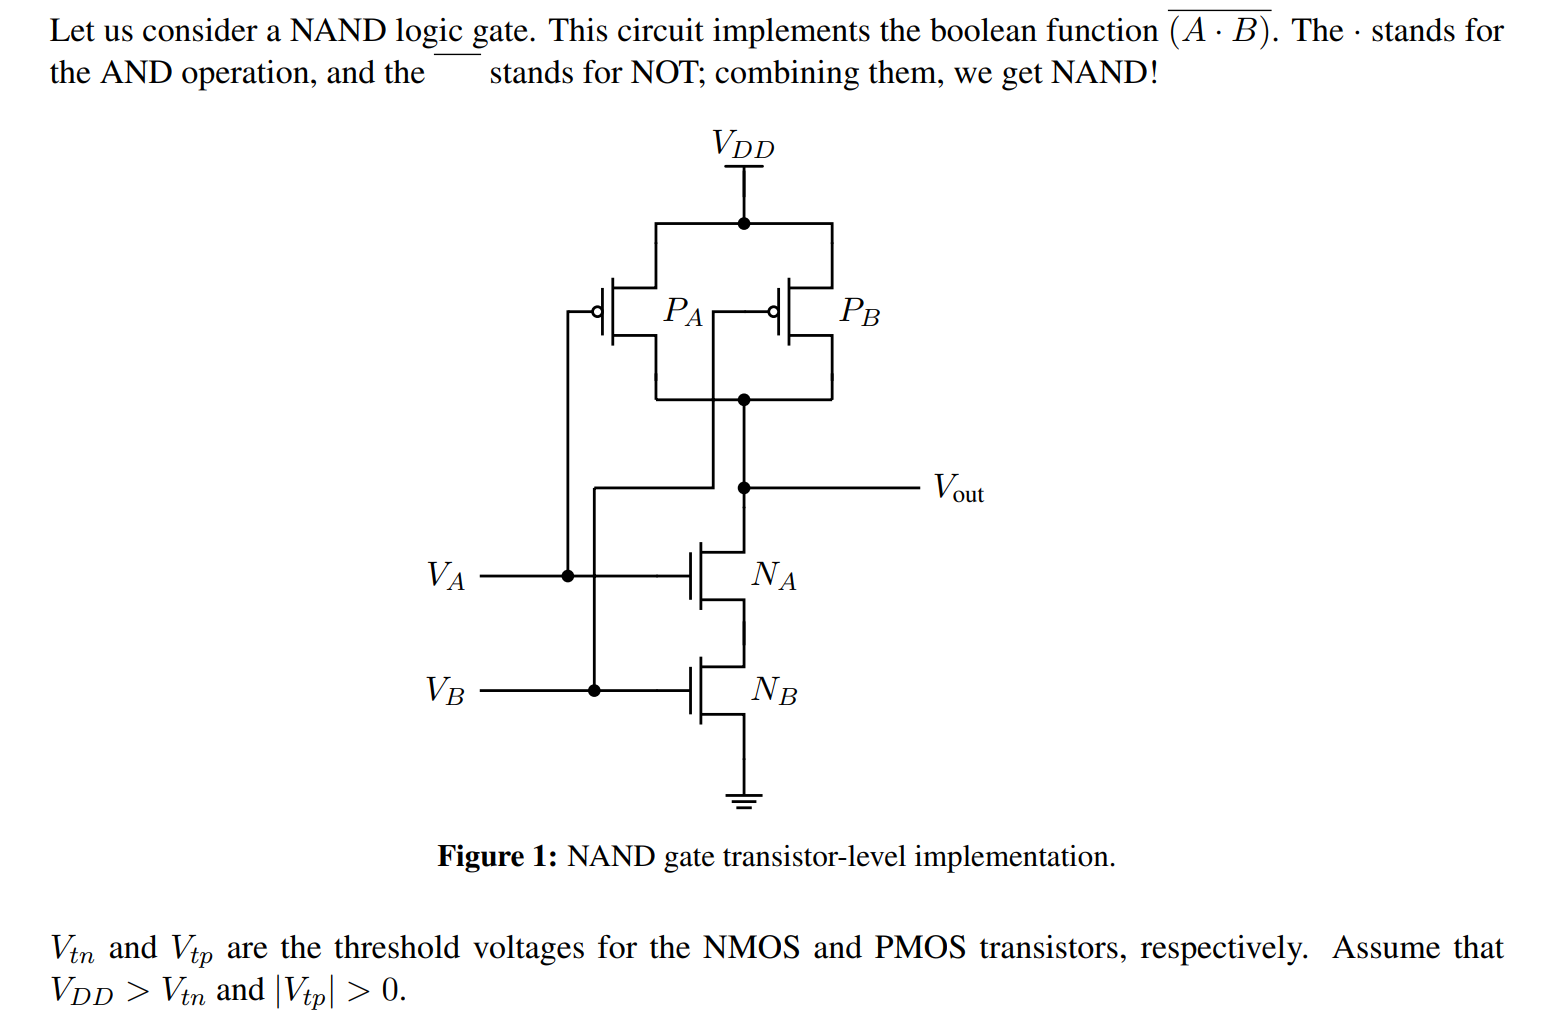 Let us consider a NAND logic gate. This circuit implements the boolean function $\overline{(A \cdot B)}$. The · stands for
the AND operation, and the $\overline{\phantom{AB}}$ stands for NOT; combining them, we get NAND!
$V_{DD}$
$P_A$ $P_B$
$V_{\text{out}}$
$V_A$ $N_A$
$V_B$ $N_B$
Figure 1: NAND gate transistor-level implementation.
$V_{tn}$ and $V_{tp}$ are the threshold voltages for the NMOS and PMOS transistors, respectively. Assume that
$V_{DD} > V_{tn}$ and $|V_{tp}| > 0$.